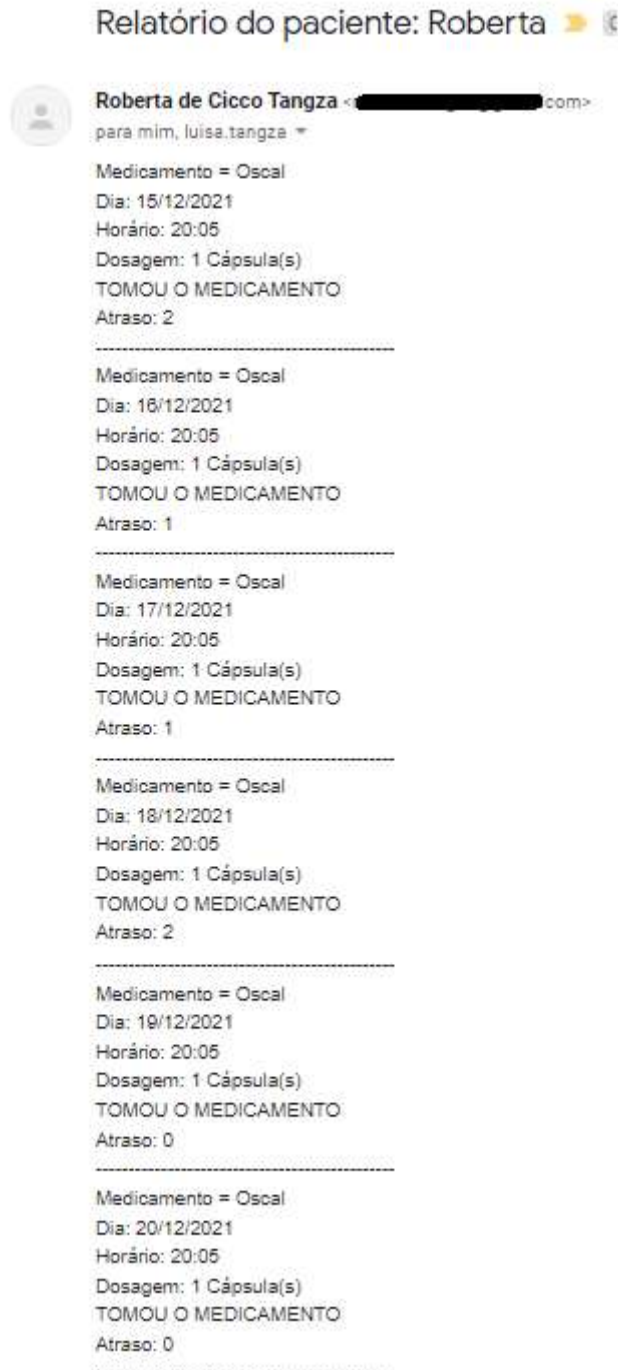 Relatório do paciente: Roberta
Roberta de Cicco Tangza < com>
para mim, luisa.tangza
Medicamento = Oscal
Dia: 15/12/2021
Horário: 20:05
Dosagem: 1 Cápsula(s)
TOMOU O MEDICAMENTO
Atraso: 2
----------------------------------------------
Medicamento = Oscal
Dia: 16/12/2021
Horário: 20:05
Dosagem: 1 Cápsula(s)
TOMOU O MEDICAMENTO
Atraso: 1
----------------------------------------------
Medicamento = Oscal
Dia: 17/12/2021
Horário: 20:05
Dosagem: 1 Cápsula(s)
TOMOU O MEDICAMENTO
Atraso: 1
----------------------------------------------
Medicamento = Oscal
Dia: 18/12/2021
Horário: 20:05
Dosagem: 1 Cápsula(s)
TOMOU O MEDICAMENTO
Atraso: 2
----------------------------------------------
Medicamento = Oscal
Dia: 19/12/2021
Horário: 20:05
Dosagem: 1 Cápsula(s)
TOMOU O MEDICAMENTO
Atraso: 0
----------------------------------------------
Medicamento = Oscal
Dia: 20/12/2021
Horário: 20:05
Dosagem: 1 Cápsula(s)
TOMOU O MEDICAMENTO
Atraso: 0